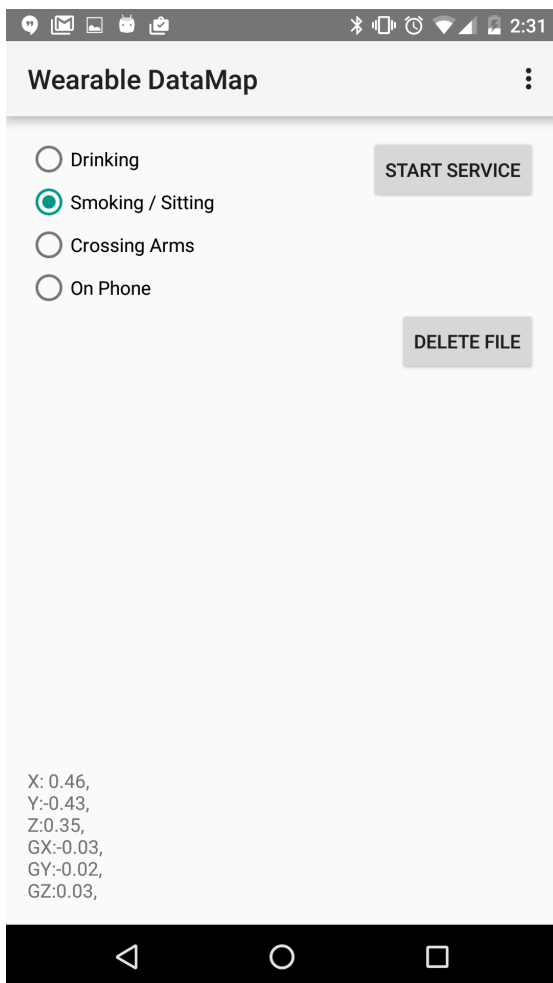 2:31
Wearable DataMap
Drinking
START SERVICE
Smoking / Sitting
Crossing Arms
On Phone
DELETE FILE
X: 0.46,
Y:-0.43,
Z:0.35,
GX:-0.03,
GY:-0.02,
GZ:0.03,